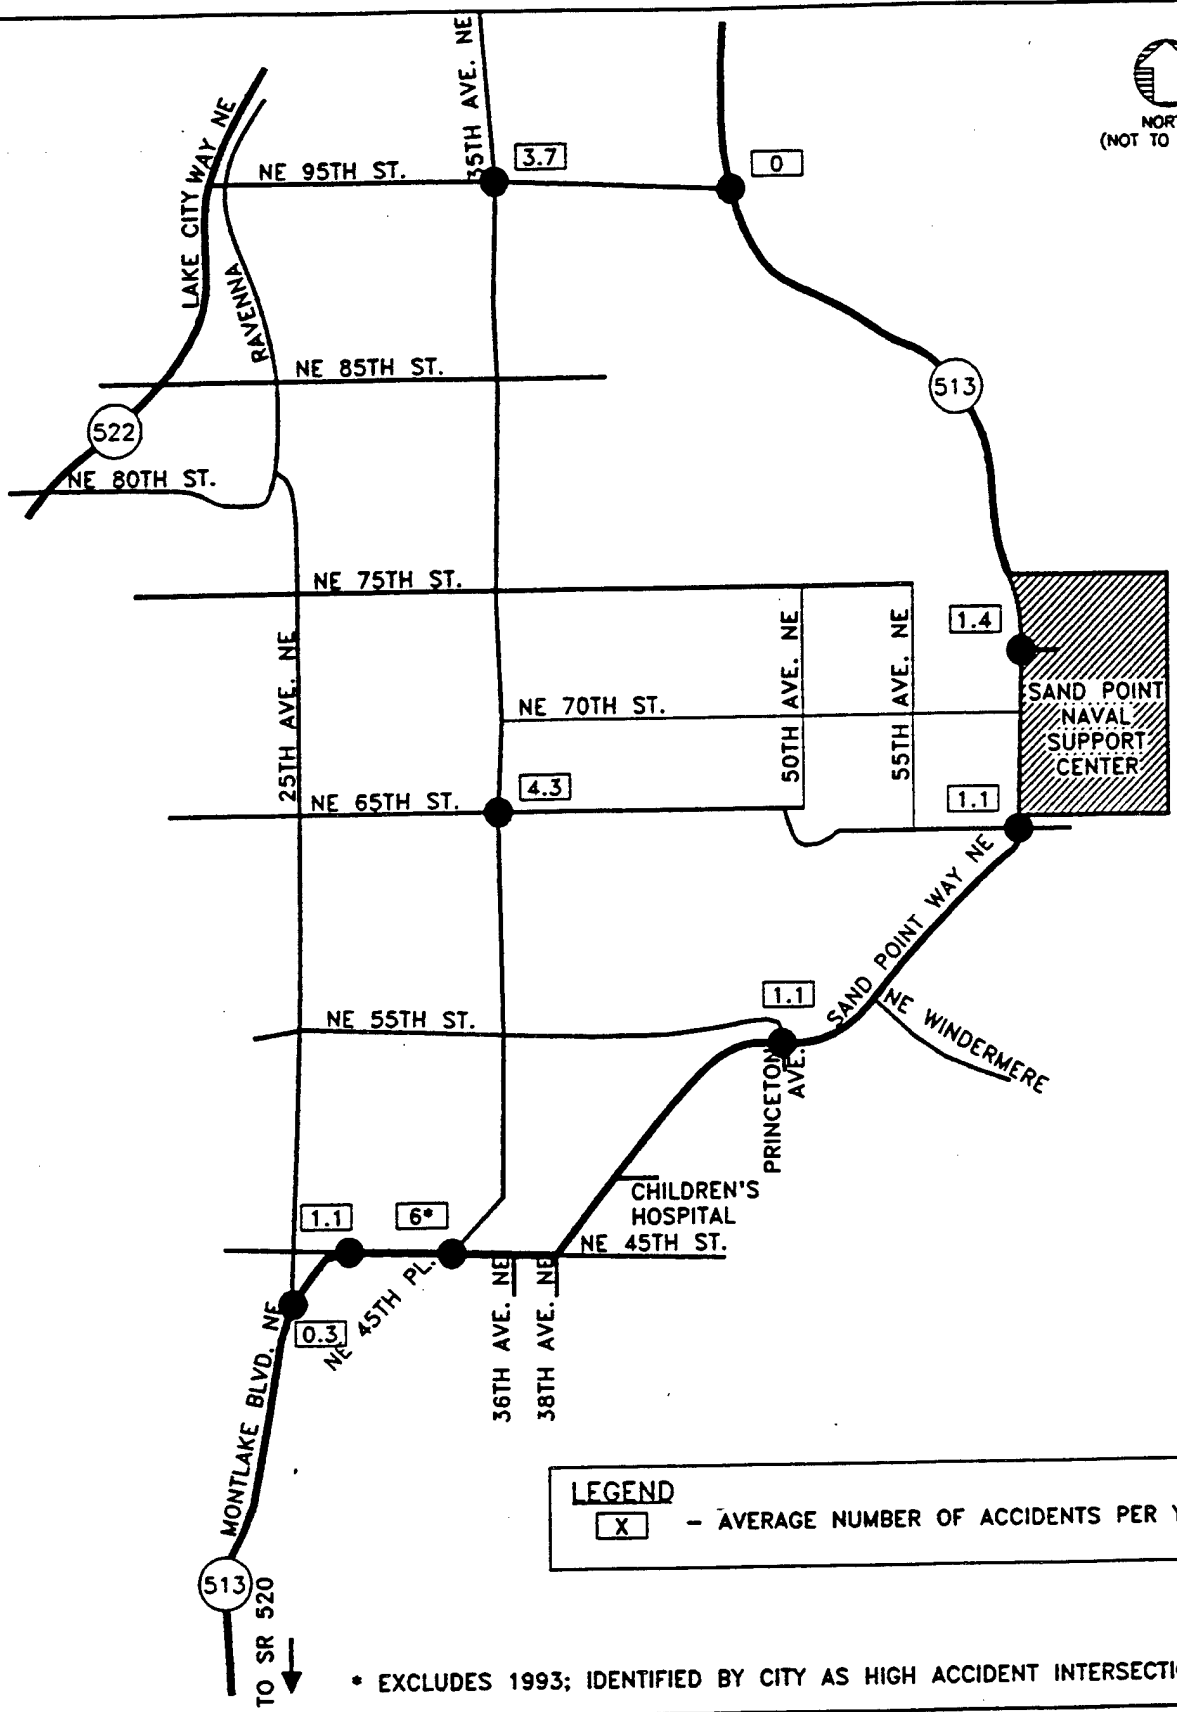 35TH AVE. NE
NOR
(NOT TO
LAKE CITY WAY NE
NE 95TH ST.
3.7
0
RAVENNA
NE 85TH ST.
513
522
NE 80TH ST.
NE 75TH ST.
25TH AVE. NE
50TH AVE. NE
55TH AVE. NE
1.4
NE 70TH ST.
SAND POINT
NAVAL
SUPPORT
CENTER
NE 65TH ST.
4.3
1.1
SAND POINT WAY NE
NE 55TH ST.
1.1
NE WINDERMERE
PRINCETON
AVE.
CHILDREN'S
HOSPITAL
1.1
6*
NE 45TH ST.
NE 45TH PL.
36TH AVE. NE
38TH AVE. NE
0.3
MONTLAKE BLVD. NE
LEGEND
X - AVERAGE NUMBER OF ACCIDENTS PER Y
513
TO SR 520
* EXCLUDES 1993; IDENTIFIED BY CITY AS HIGH ACCIDENT INTERSECTI